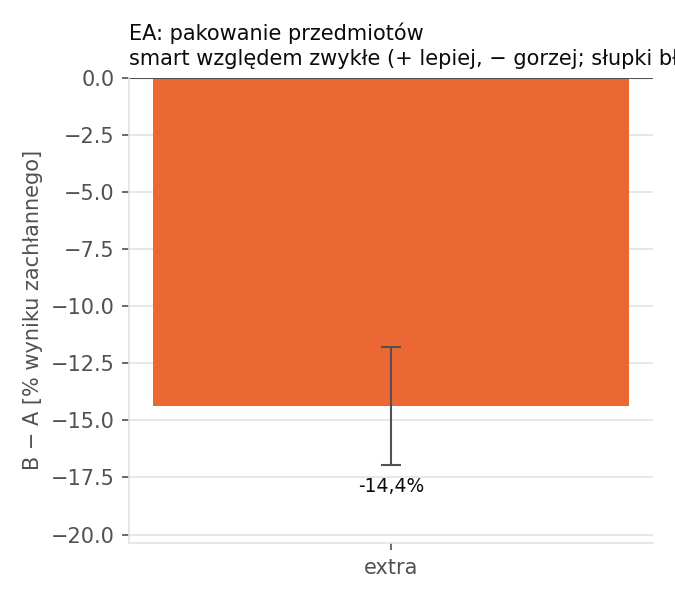 EA: pakowanie przedmiotów
smart względem zwykłe (+ lepiej, − gorzej; słupki
B − A [% wyniku zachłannego]
0.0
−2.5
−5.0
−7.5
−10.0
−12.5
−15.0
−17.5
−20.0
-14,4%
extra